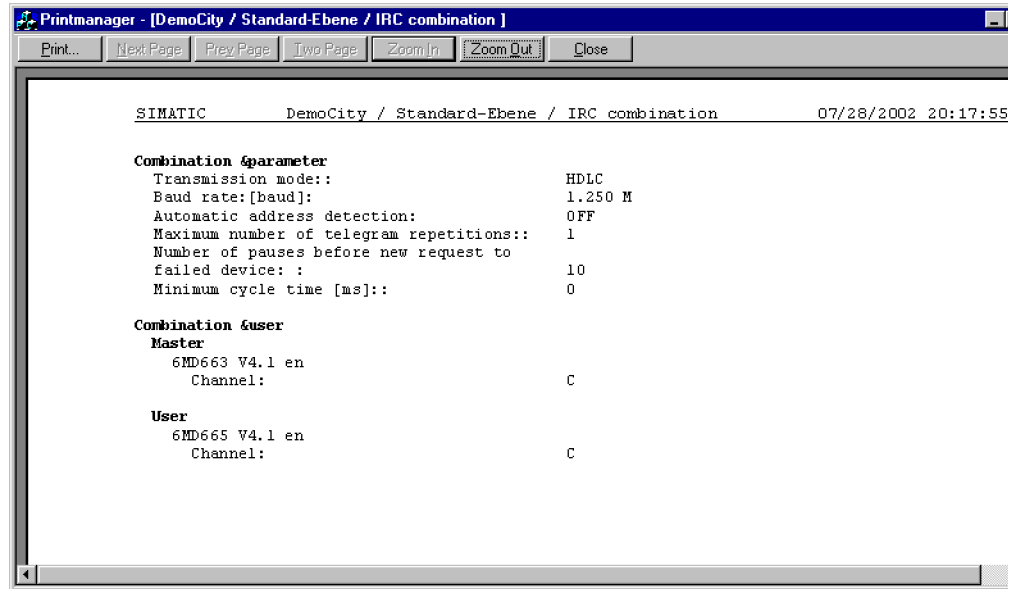 Printmanager - [DemoCity / Standard-Ebene / IRC combination ]
Print... Next Page Prev Page Two Page Zoom In Zoom Out Close
SIMATIC DemoCity / Standard-Ebene / IRC combination 07/28/2002 20:17:55
Combination &parameter
Transmission mode:: HDLC
Baud rate:[baud]: 1.250 M
Automatic address detection: OFF
Maximum number of telegram repetitions:: 1
Number of pauses before new request to
failed device: : 10
Minimum cycle time [ms]:: 0
Combination &user
Master
6MD663 V4.1 en
Channel: C
User
6MD665 V4.1 en
Channel: C